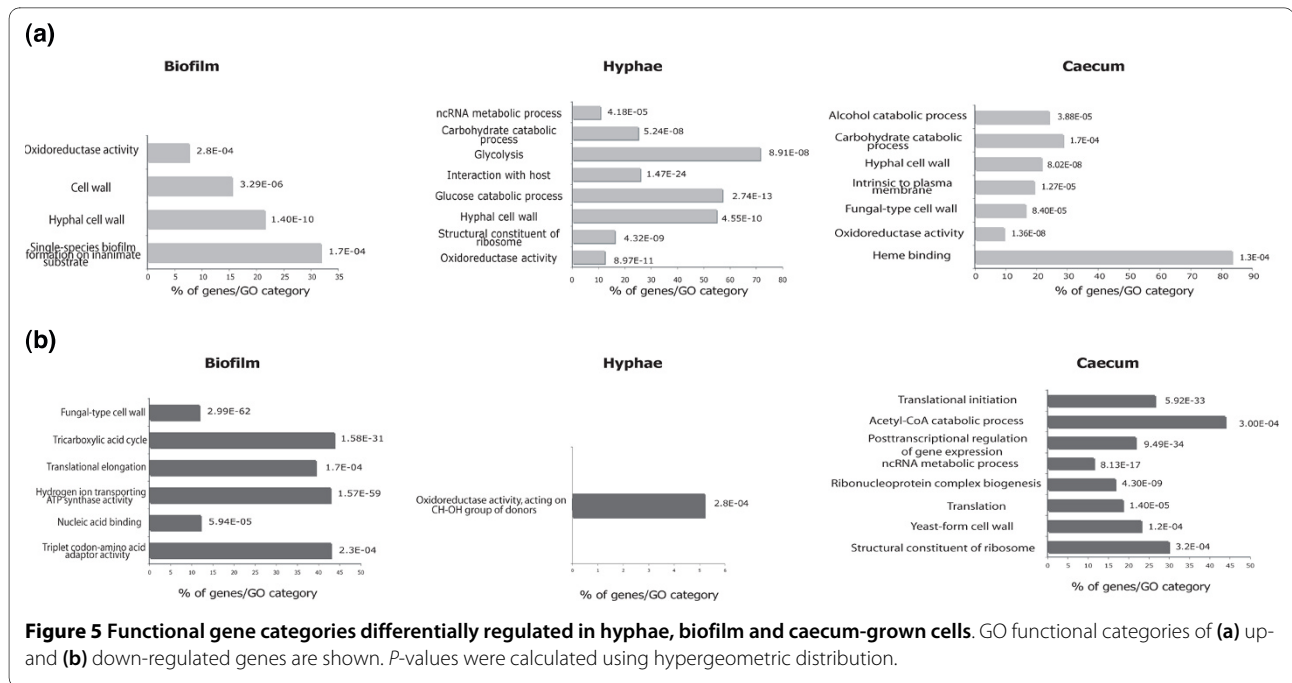 (a)
Biofilm
Oxidoreductase activity
2.8E-04
Cell wall
3.29E-06
Hyphal cell wall
1.40E-10
Single-species biofilm
formation on inanimate
substrate
1.7E-04
0 5 10 15 20 25 30 35
% of genes/GO category
Hyphae
ncRNA metabolic process
4.18E-05
Carbohydrate catabolic
process
5.24E-08
Glycolysis
8.91E-08
Interaction with host
1.47E-24
Glucose catabolic process
2.74E-13
Hyphal cell wall
4.55E-10
Structural constituent of
ribosome
4.32E-09
Oxidoreductase activity
8.97E-11
0 10 20 30 40 50 60 70 80
% of genes/GO category
Caecum
Alcohol catabolic process
3.88E-05
Carbohydrate catabolic
process
1.7E-04
Hyphal cell wall
8.02E-08
Intrinsic to plasma
membrane
1.27E-05
Fungal-type cell wall
8.40E-05
Oxidoreductase activity
1.36E-08
Heme binding
1.3E-04
0 10 20 30 40 50 60 70 80 90
% of genes/GO category
(b)
Biofilm
Fungal-type cell wall
2.99E-62
Tricarboxylic acid cycle
1.58E-31
Translational elongation
1.7E-04
Hydrogen ion transporting
ATP synthase activity
1.57E-59
Nucleic acid binding
5.94E-05
Triplet codon-amino acid
adaptor activity
2.3E-04
0 5 10 15 20 25 30 35 40 45 50
% of genes/GO category
Hyphae
Oxidoreductase activity, acting on
CH-OH group of donors
2.8E-04
0 1 2 3 4 5 6
% of genes/GO category
Caecum
Translational initiation
5.92E-33
Acetyl-CoA catabolic process
3.00E-04
Posttranscriptional regulation
of gene expression
9.49E-34
ncRNA metabolic process
8.13E-17
Ribonucleoprotein complex biogenesis
4.30E-09
Translation
1.40E-05
Yeast-form cell wall
1.2E-04
Structural constituent of ribosome
3.2E-04
0 5 10 15 20 25 30 35 40 45 50
% of genes/GO category
Figure 5 Functional gene categories differentially regulated in hyphae, biofilm and caecum-grown cells. GO functional categories of (a) up-
and (b) down-regulated genes are shown. P-values were calculated using hypergeometric distribution.